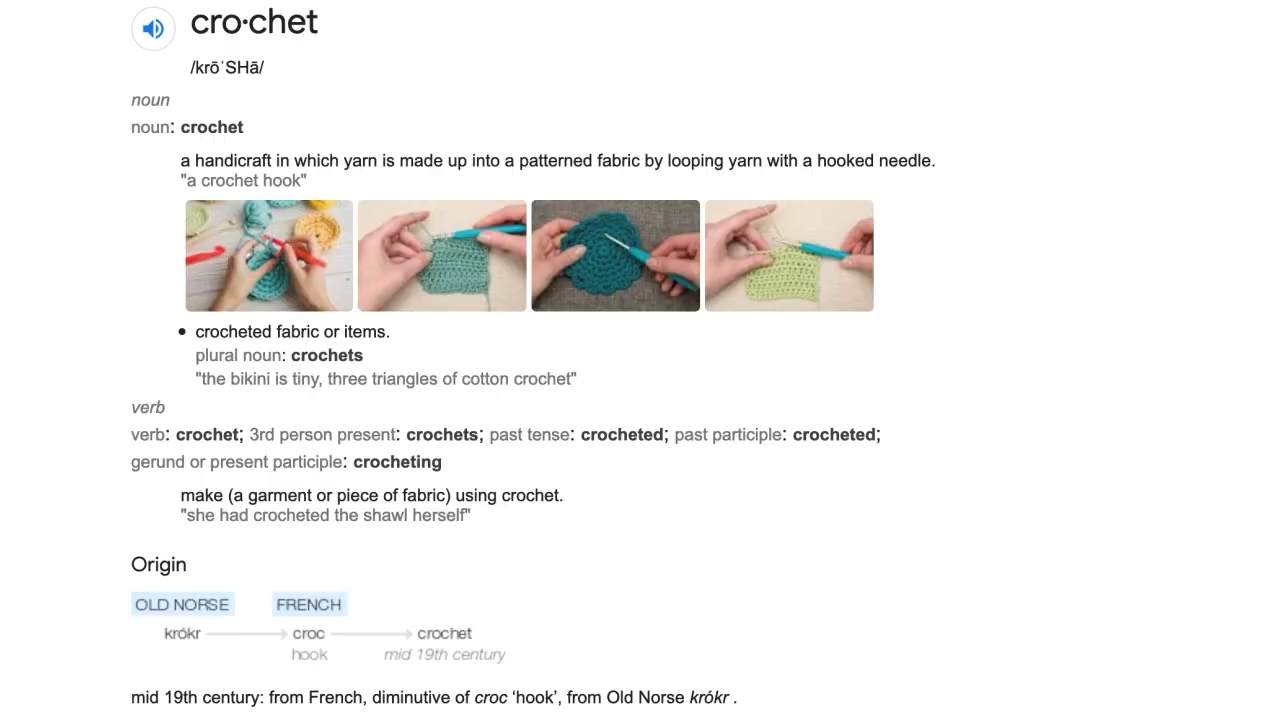 cro·chet
/krōˈSHā/
noun
noun: crochet
a handicraft in which yarn is made up into a patterned fabric by looping yarn with a hooked needle.
"a crochet hook"
• crocheted fabric or items.
plural noun: crochets
"the bikini is tiny, three triangles of cotton crochet"
verb
verb: crochet; 3rd person present: crochets; past tense: crocheted; past participle: crocheted;
gerund or present participle: crocheting
make (a garment or piece of fabric) using crochet.
"she had crocheted the shawl herself"
Origin
OLD NORSE FRENCH
krókr croc crochet
hook mid 19th century
mid 19th century: from French, diminutive of croc ‘hook’, from Old Norse krókr .